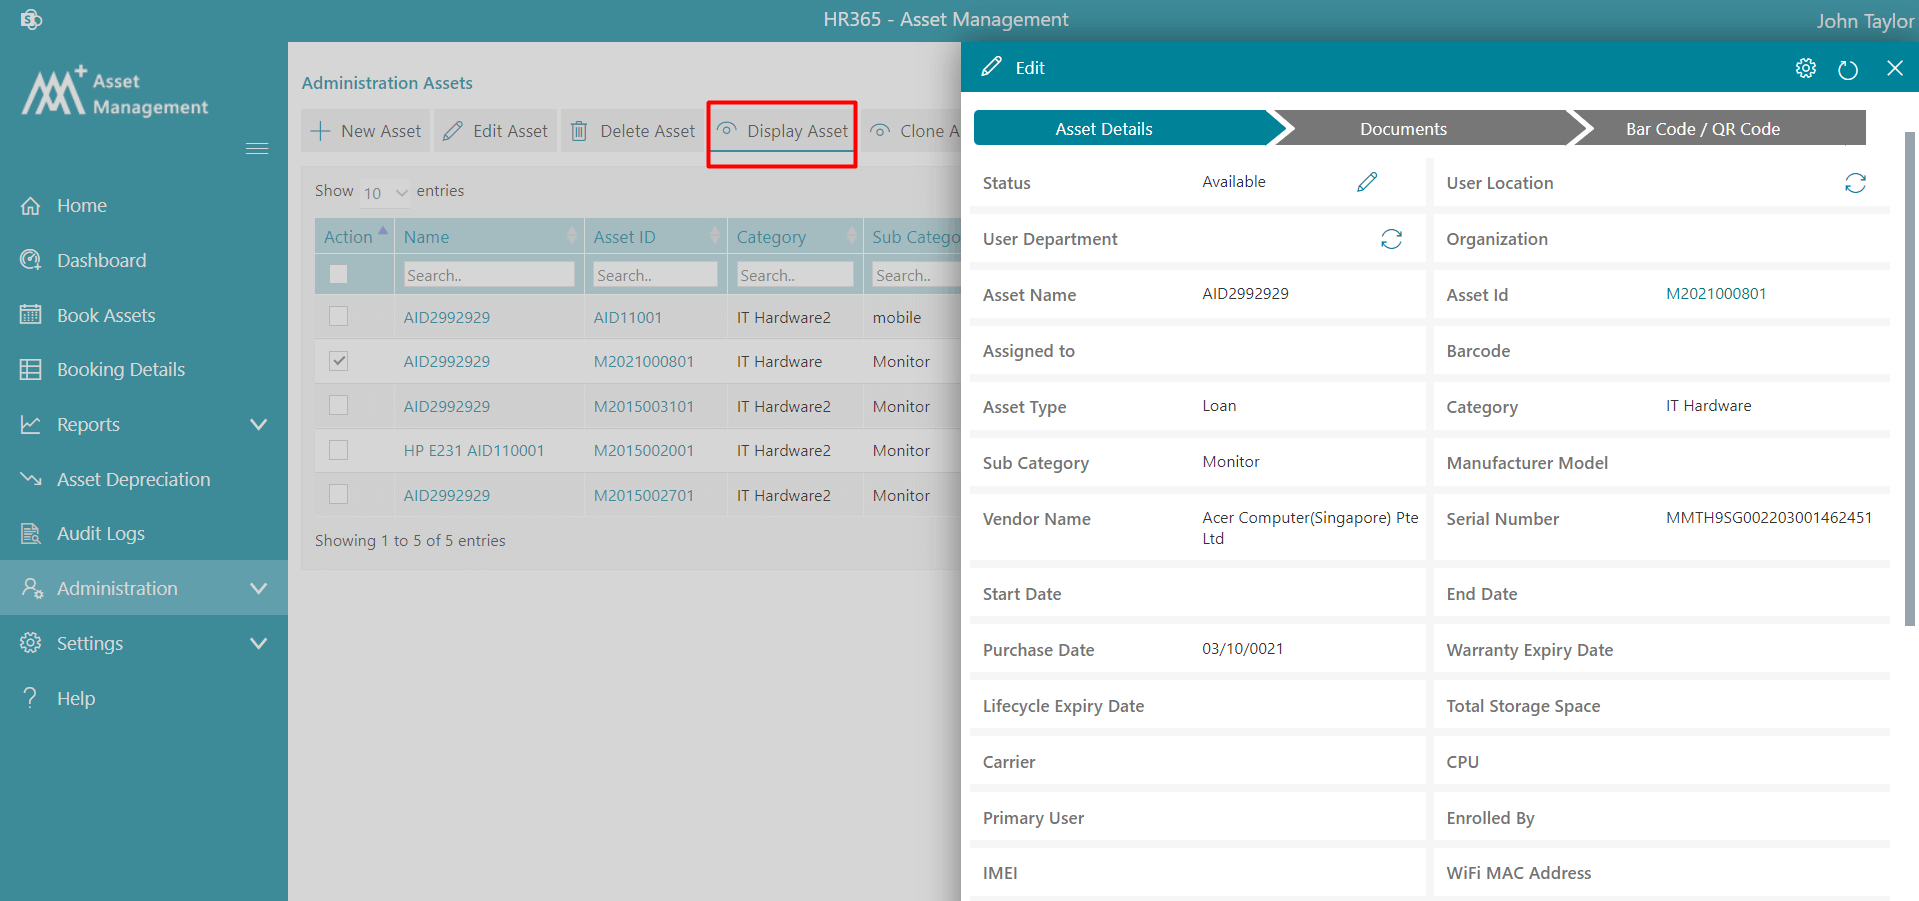 HR365 - Asset Management
John Taylor
Asset
Management
Home
Dashboard
Book Assets
Booking Details
Reports
Asset Depreciation
Audit Logs
Administration
Settings
Help
Administration Assets
New Asset Edit Asset Delete Asset Display Asset Clone A
Show 10 entries
Action Name Asset ID Category Sub Catego
Search.. Search.. Search.. Search..
AID2992929 AID11001 IT Hardware2 mobile
AID2992929 M2021000801 IT Hardware Monitor
AID2992929 M2015003101 IT Hardware2 Monitor
HP E231 AID110001 M2015002001 IT Hardware2 Monitor
AID2992929 M2015002701 IT Hardware2 Monitor
Showing 1 to 5 of 5 entries
Edit
Asset Details Documents Bar Code / QR Code
Status Available User Location
User Department Organization
Asset Name AID2992929 Asset Id M2021000801
Assigned to Barcode
Asset Type Loan Category IT Hardware
Sub Category Monitor Manufacturer Model
Vendor Name Acer Computer(Singapore) Pte Serial Number MMTH9SG002203001462451
Ltd
Start Date End Date
Purchase Date 03/10/0021 Warranty Expiry Date
Lifecycle Expiry Date Total Storage Space
Carrier CPU
Primary User Enrolled By
IMEI WiFi MAC Address